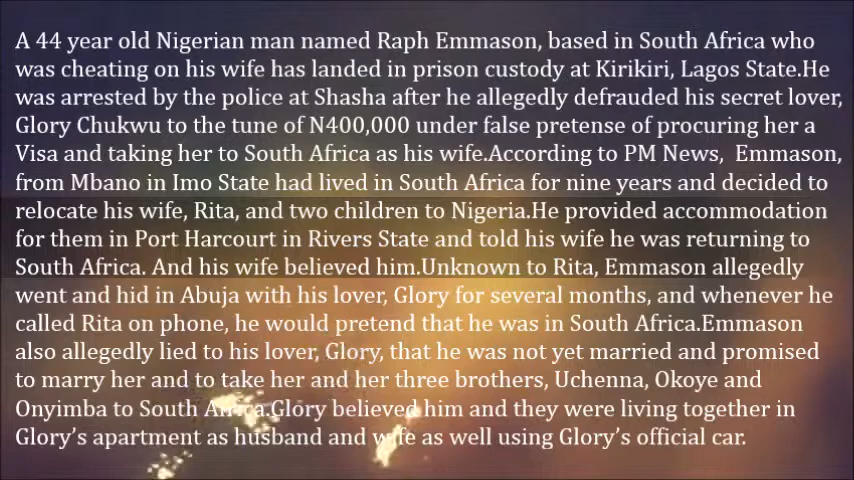 A 44 year old Nigerian man named Raph Emmason, based in South Africa who
was cheating on his wife has landed in prison custody at Kirikiri, Lagos State.He
was arrested by the police at Shasha after he allegedly defrauded his secret lover,
Glory Chukwu to the tune of N400,000 under false pretense of procuring her a
Visa and taking her to South Africa as his wife.According to PM News,  Emmason,
from Mbano in Imo State had lived in South Africa for nine years and decided to
relocate his wife, Rita, and two children to Nigeria.He provided accommodation
for them in Port Harcourt in Rivers State and told his wife he was returning to
South Africa. And his wife believed him.Unknown to Rita, Emmason allegedly
went and hid in Abuja with his lover, Glory for several months, and whenever he
called Rita on phone, he would pretend that he was in South Africa.Emmason
also allegedly lied to his lover, Glory, that he was not yet married and promised
to marry her and to take her and her three brothers, Uchenna, Okoye and
Onyimba to South Africa.Glory believed him and they were living together in
Glory's apartment as husband and wife as well using Glory's official car.